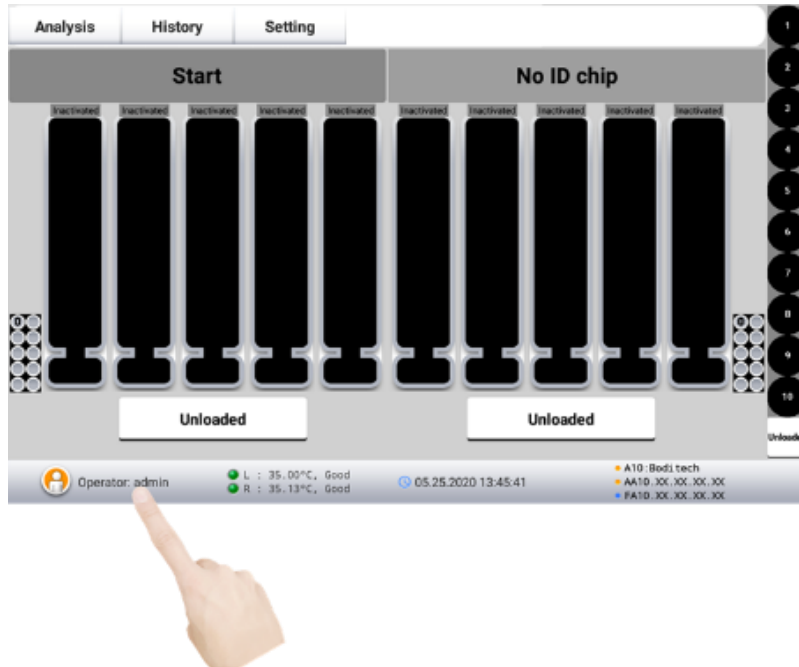 Analysis History Setting
Start No ID chip
Inactivated Inactivated Inactivated Inactivated Inactivated Inactivated Inactivated Inactivated Inactivated Inactivated
1
2
3
4
5
6
7
8
9
10
Unloaded Unloaded
Unloade
Operator: admin
L : 35.00°C, Good
R : 35.13°C, Good
05.25.2020 13:45:41
A10:Boditech
AA10.XX.XX.XX.XX
FA10.XX.XX.XX.XX